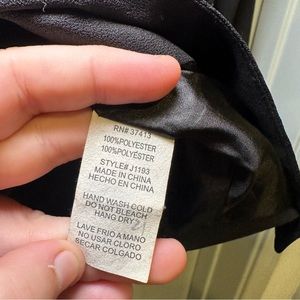 RN# 37413
100%POLYESTER
100%POLYESTER
STYLE# J1193
MADE IN CHINA
HECHO EN CHINA
HAND WASH COLD
DO NOT BLEACH
HANG DRY
LAVE FRIO A MANO
NO USAR CLORO
SECAR COLGADO